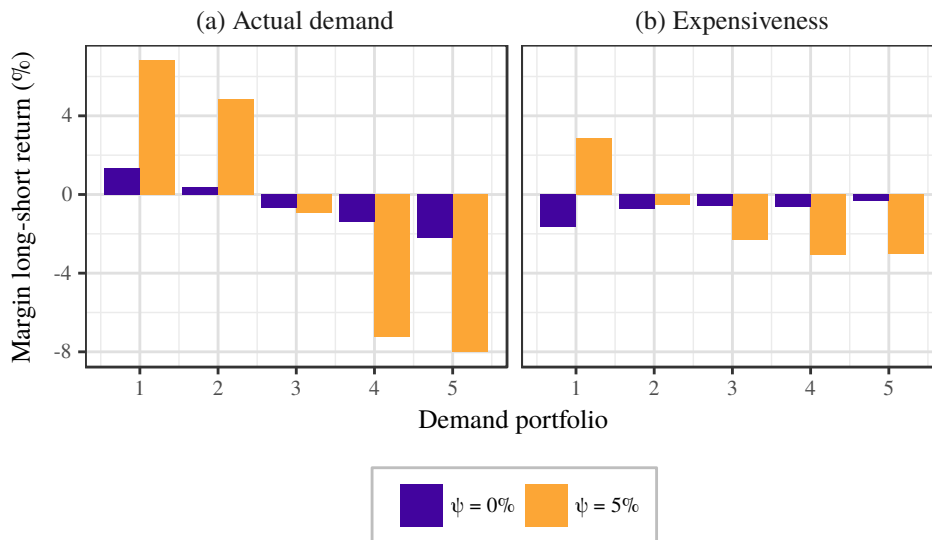 (a) Actual demand
(b) Expensiveness
Margin long-short return (%)
4
0
-4
-8
1 2 3 4 5
1 2 3 4 5
Demand portfolio
ψ = 0% ψ = 5%